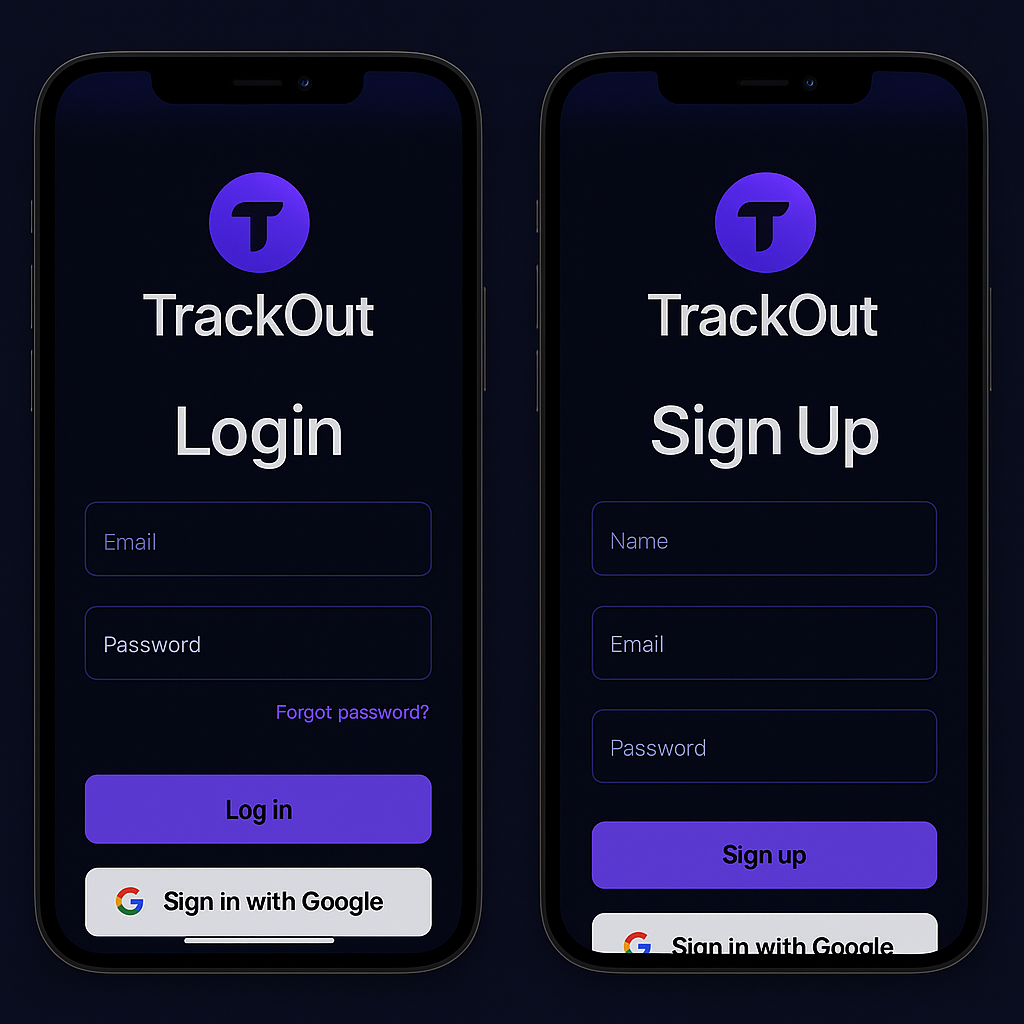 TrackOut
Login
Email
Password
Forgot password?
Log in
Sign in with Google
TrackOut
Sign Up
Name
Email
Password
Sign up
Sign in with Google